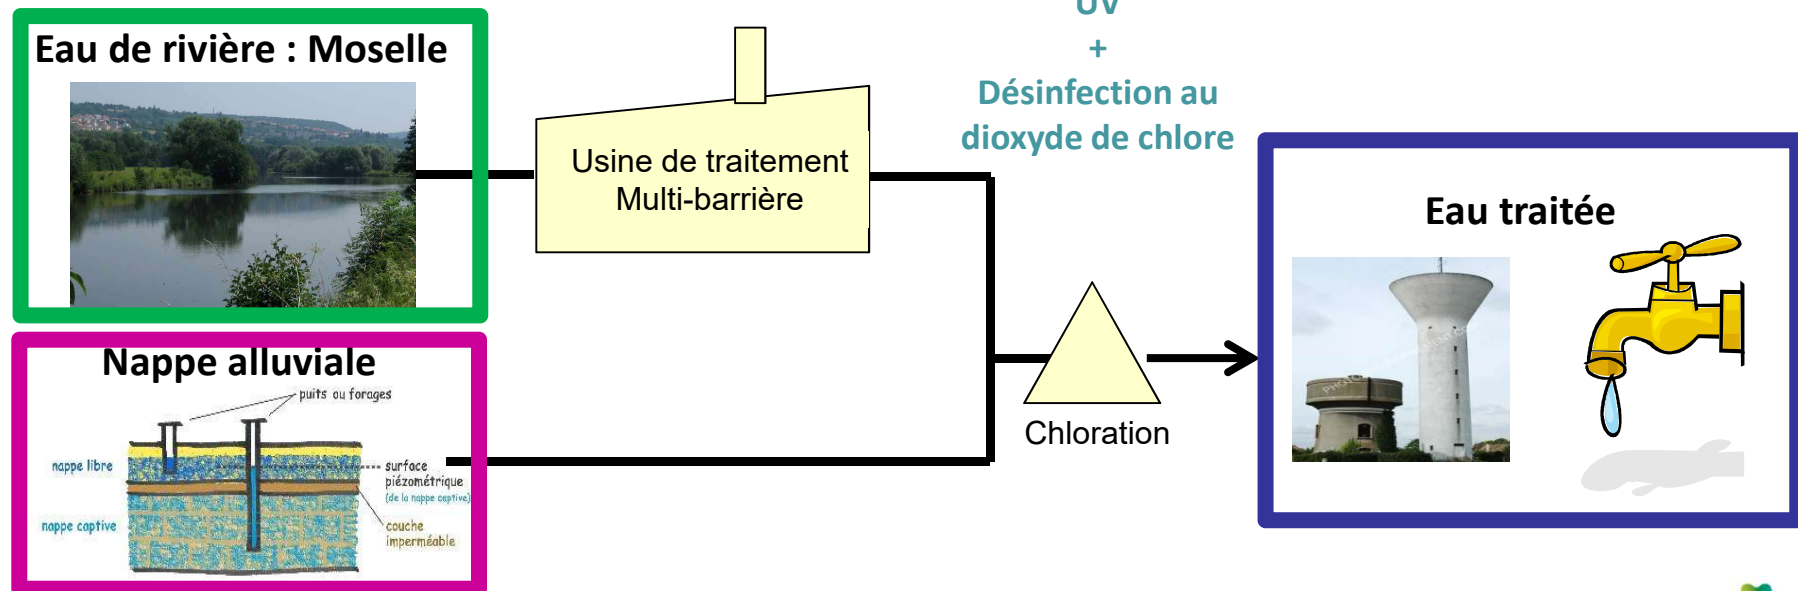 Eau de rivière : Moselle
Usine de traitement
Multi-barrière
UV
+
Désinfection au
dioxyde de chlore
Nappe alluviale
puits ou forages
nappe libre
surface
piézométrique
(de la nappe captive)
nappe captive
couche
imperméable
Chloration
Eau traitée